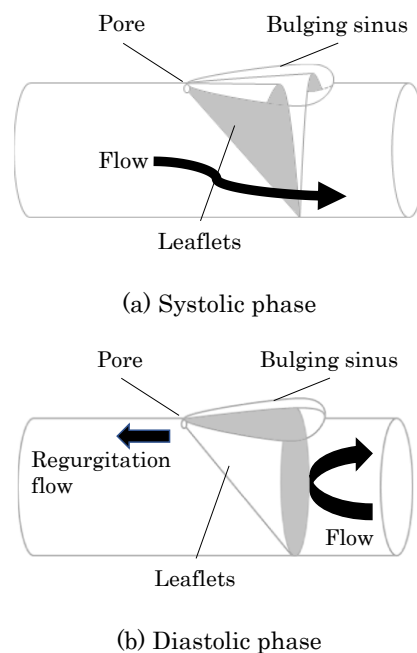 Pore
Bulging sinus
Flow
Leaflets
(a) Systolic phase
Pore
Bulging sinus
Regurgitation
flow
Flow
Leaflets
(b) Diastolic phase